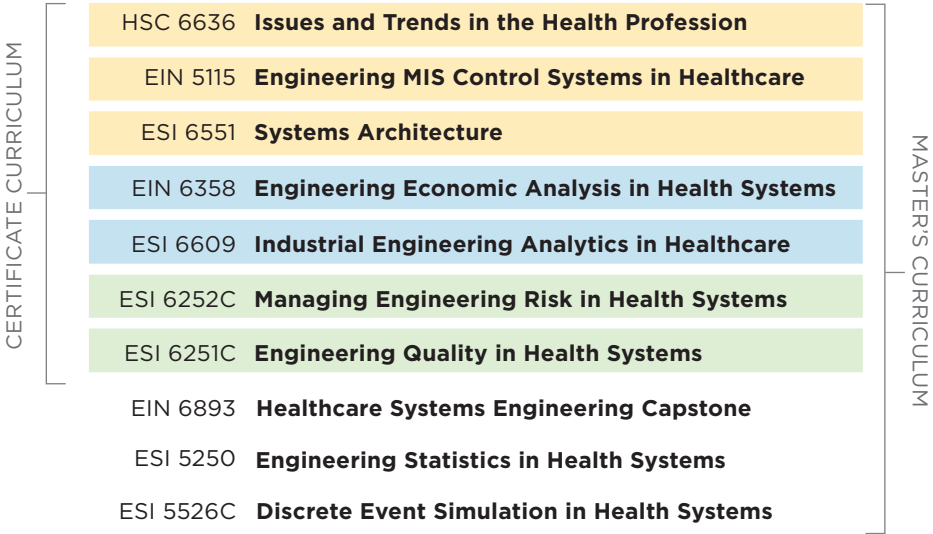 CERTIFICATE CURRICULUM
HSC 6636 Issues and Trends in the Health Profession
EIN 5115 Engineering MIS Control Systems in Healthcare
ESI 6551 Systems Architecture
EIN 6358 Engineering Economic Analysis in Health Systems
ESI 6609 Industrial Engineering Analytics in Healthcare
ESI 6252C Managing Engineering Risk in Health Systems
ESI 6251C Engineering Quality in Health Systems
EIN 6893 Healthcare Systems Engineering Capstone
ESI 5250 Engineering Statistics in Health Systems
ESI 5526C Discrete Event Simulation in Health Systems
MASTER'S CURRICULUM